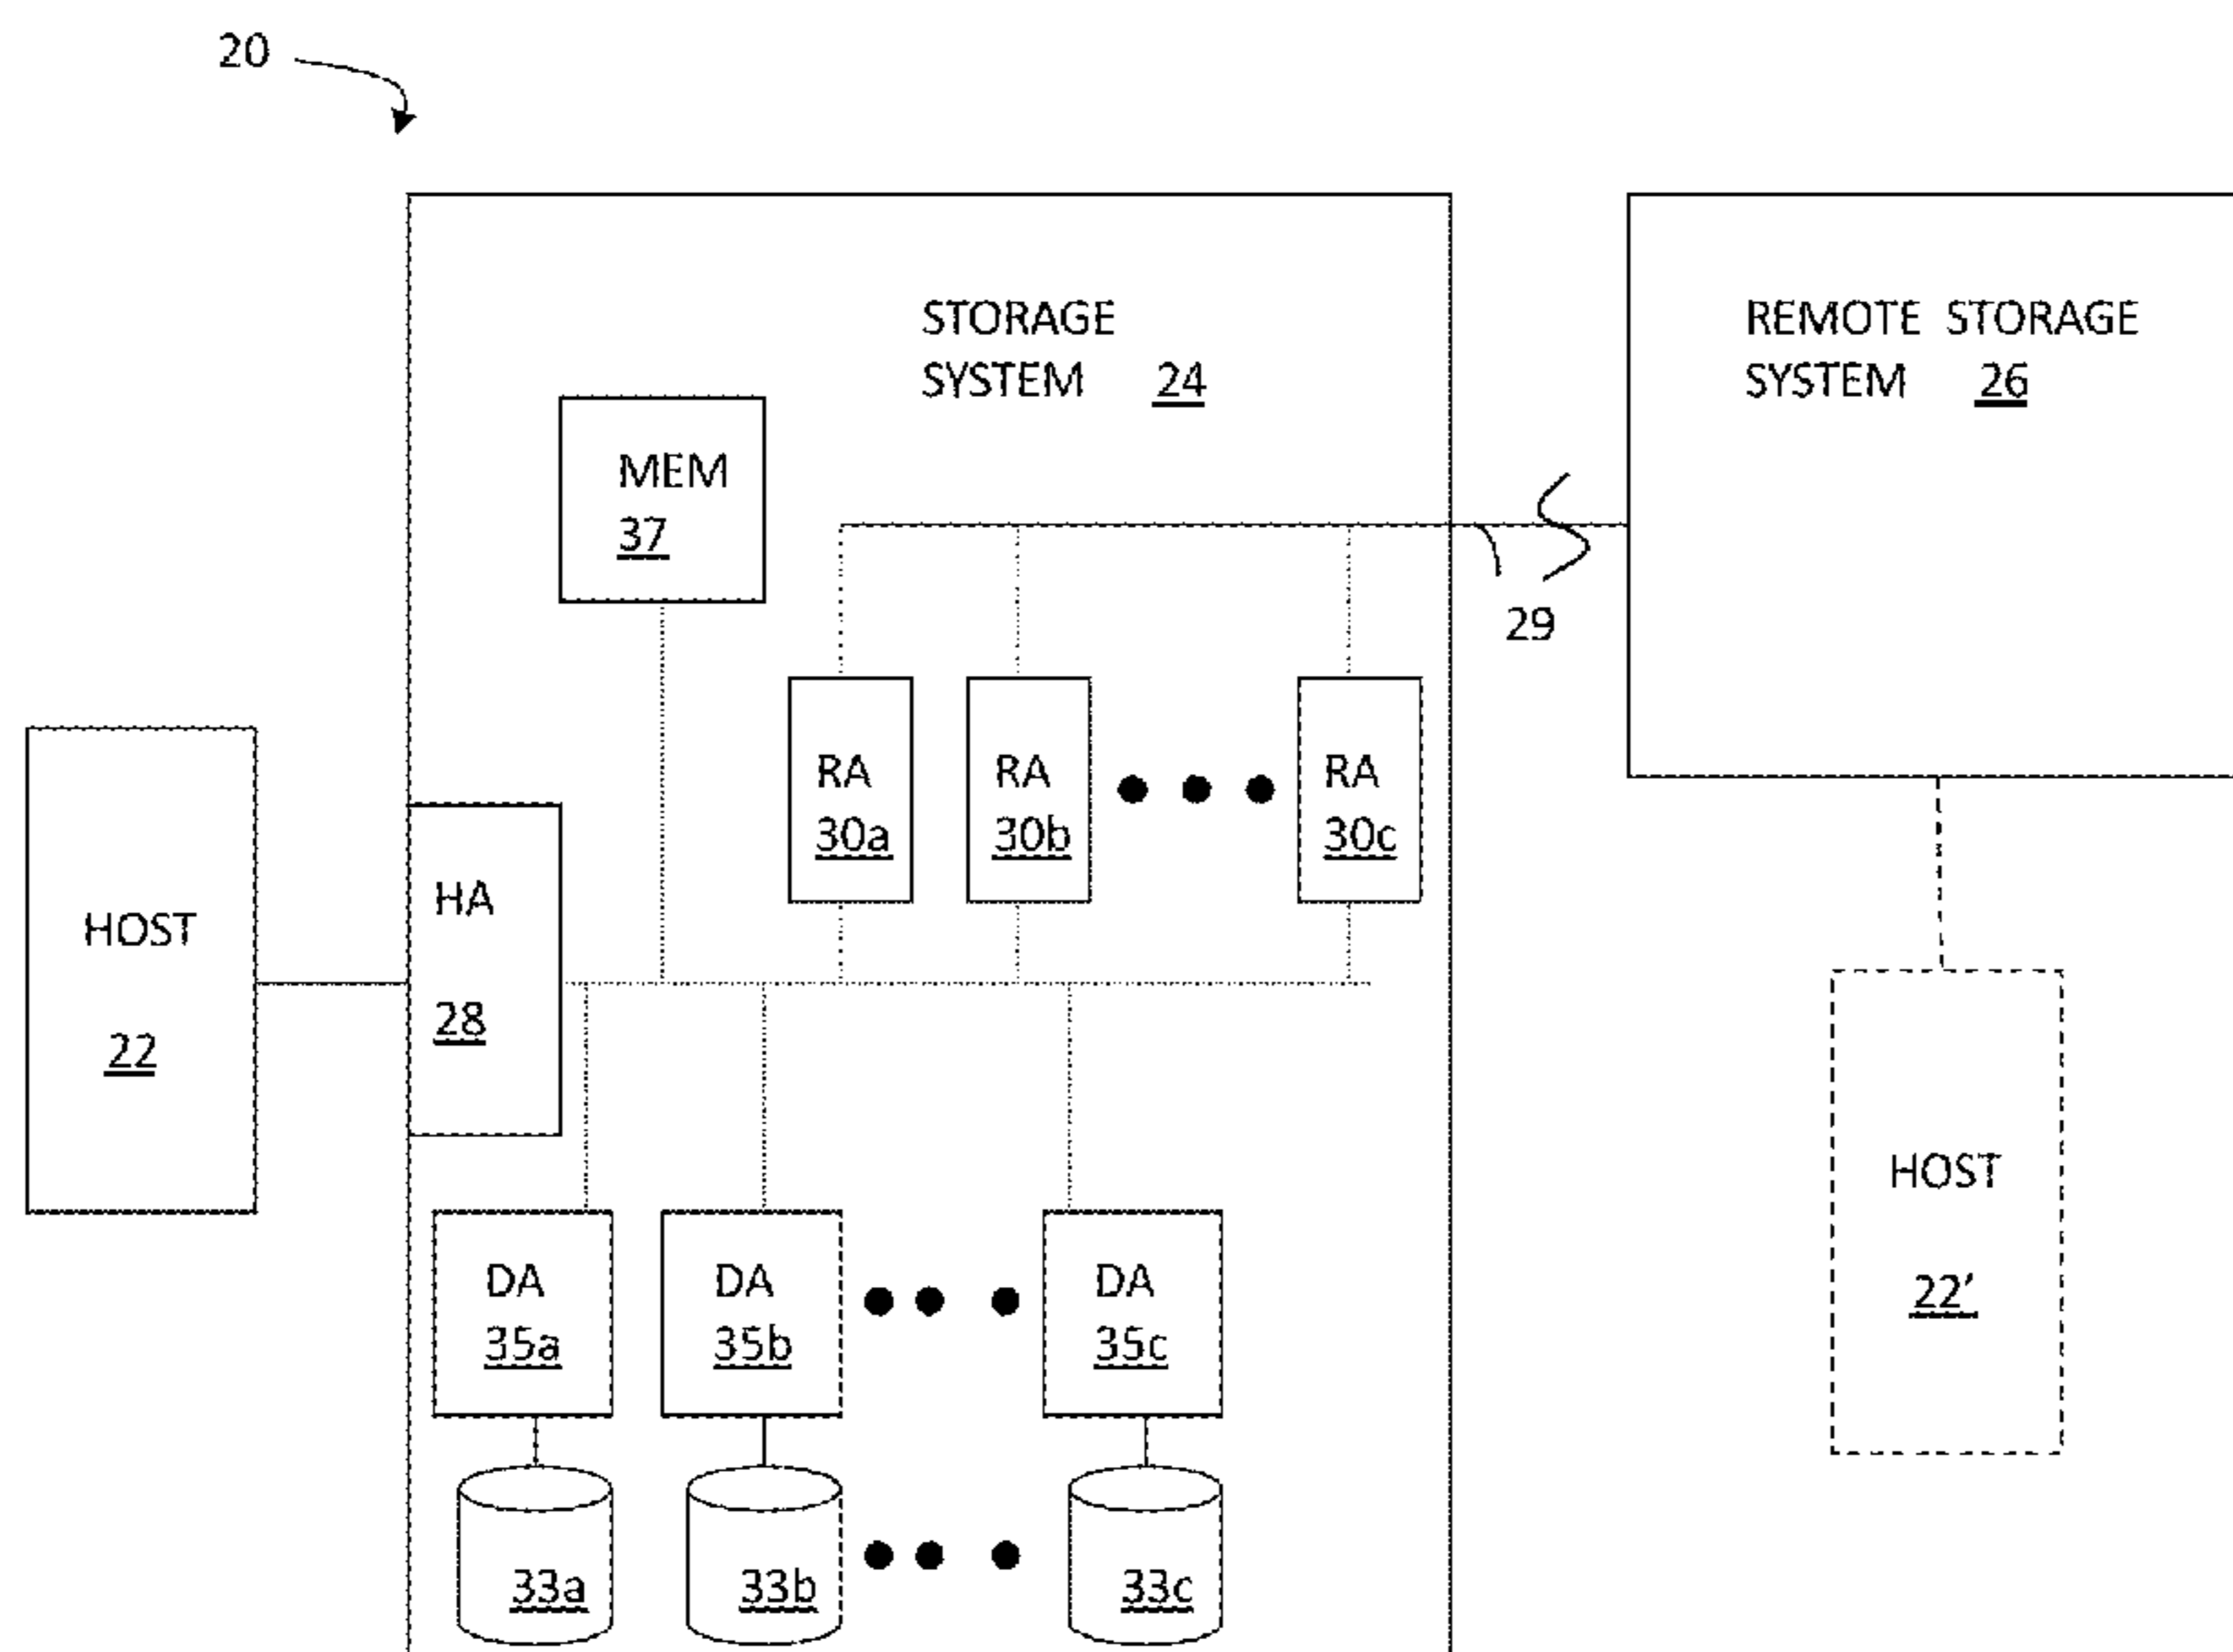 20
STORAGE
SYSTEM 24
REMOTE STORAGE
SYSTEM 26
MEM
37
29
RA
30a
RA
30b
RA
30c
HA
28
HOST
22
HOST
22'
DA
35a
DA
35b
DA
35c
33a
33b
33c